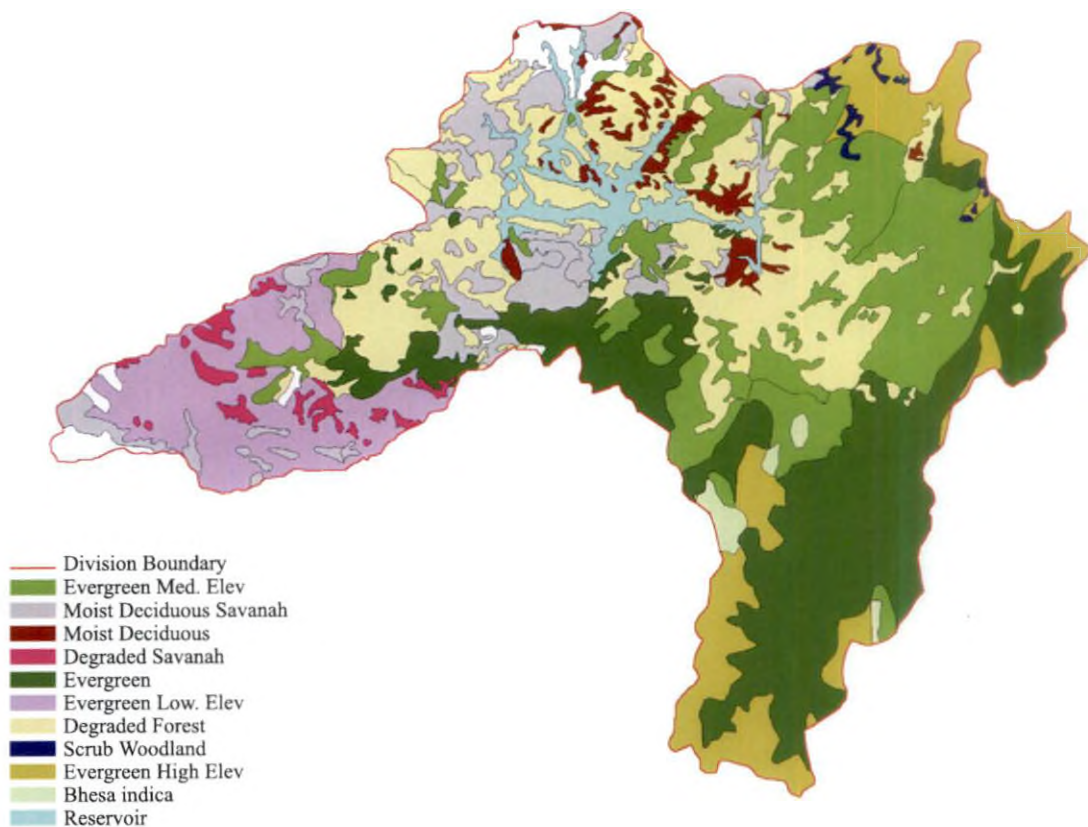 Division Boundary
Evergreen Med. Elev
Moist Deciduous Savanah
Moist Deciduous
Degraded Savanah
Evergreen
Evergreen Low. Elev
Degraded Forest
Scrub Woodland
Evergreen High Elev
Bhesa indica
Reservoir